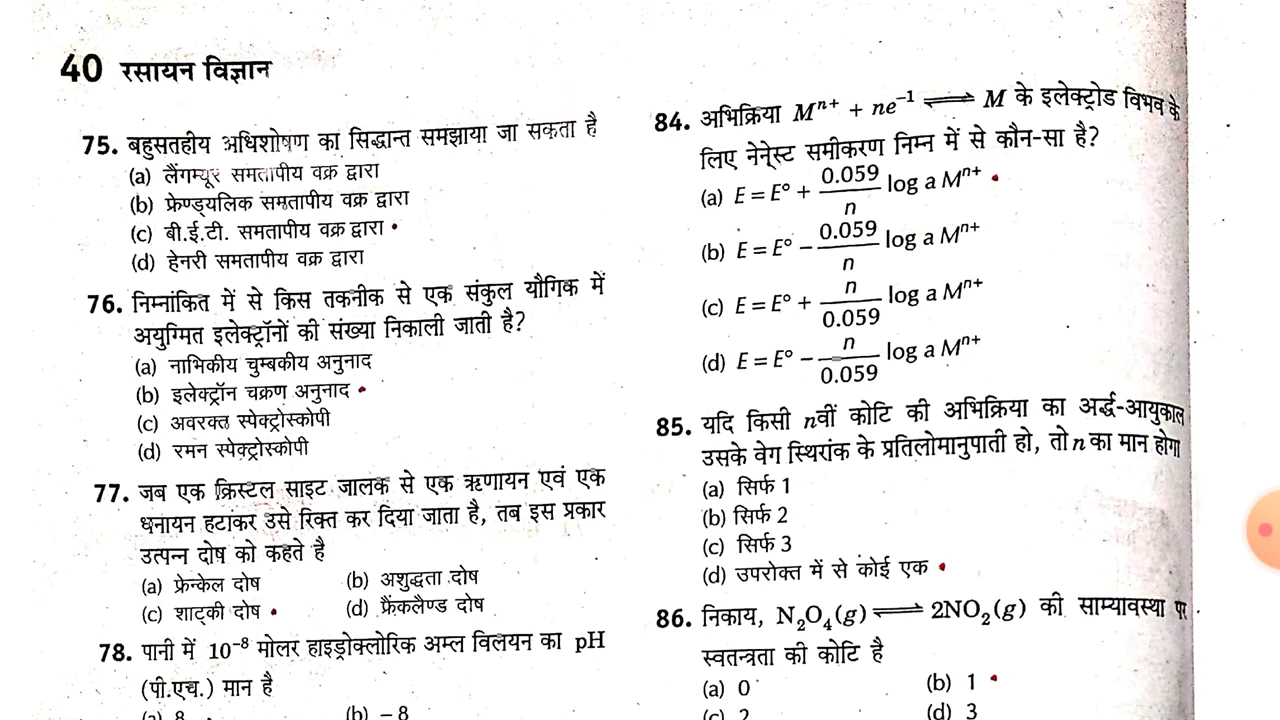 40 रसायन विज्ञान
75. बहुसतहीय अधिशोषण का सिद्धान्त समझाया जा सकता है
(a) लैंगम्यूर समतापीय वक्र द्वारा
(b) फ्रेण्ड्यलिक समतापीय वक्र द्वारा
(c) बी.ई.टी. समतापीय वक्र द्वारा
(d) हेनरी समतापीय वक्र द्वारा
76. निम्नांकित में से किस तकनीक से एक संकुल यौगिक में
अयुग्मित इलेक्ट्रॉनों की संख्या निकाली जाती है?
(a) नाभिकीय चुम्बकीय अनुनाद
(b) इलेक्ट्रॉन चक्रण अनुनाद
(c) अवरक्त स्पेक्ट्रोस्कोपी
(d) रमन स्पेक्ट्रोस्कोपी
77. जब एक क्रिस्टल साइट जालक से एक ऋणायन एवं एक
धनायन हटाकर उसे रिक्त कर दिया जाता है, तब इस प्रकार
उत्पन्न दोष को कहते है
(a) फ्रेन्केल दोष (b) अशुद्धता दोष
(c) शाट्की दोष (d) फ्रैंकलैण्ड दोष
78. पानी में 10⁻⁸ मोलर हाइड्रोक्लोरिक अम्ल विलयन का pH
(पी.एच.) मान है
(a) 8 (b) – 8
84. अभिक्रिया Mⁿ⁺ + ne⁻¹ ⇌ M के इलेक्ट्रोड विभव के
लिए नेर्न्स्ट समीकरण निम्न में से कौन-सा है?
(a) E = E° + 0.059/n log a Mⁿ⁺
(b) E = E° − 0.059/n log a Mⁿ⁺
(c) E = E° + n/0.059 log a Mⁿ⁺
(d) E = E° − n/0.059 log a Mⁿ⁺
85. यदि किसी nवीं कोटि की अभिक्रिया का अर्द्ध-आयुकाल
उसके वेग स्थिरांक के प्रतिलोमानुपाती हो, तो n का मान होगा
(a) सिर्फ 1
(b) सिर्फ 2
(c) सिर्फ 3
(d) उपरोक्त में से कोई एक
86. निकाय, N₂O₄(g) ⇌ 2NO₂(g) की साम्यावस्था पर
स्वतन्त्रता की कोटि है
(a) 0 (b) 1
(c) 2 (d) 3